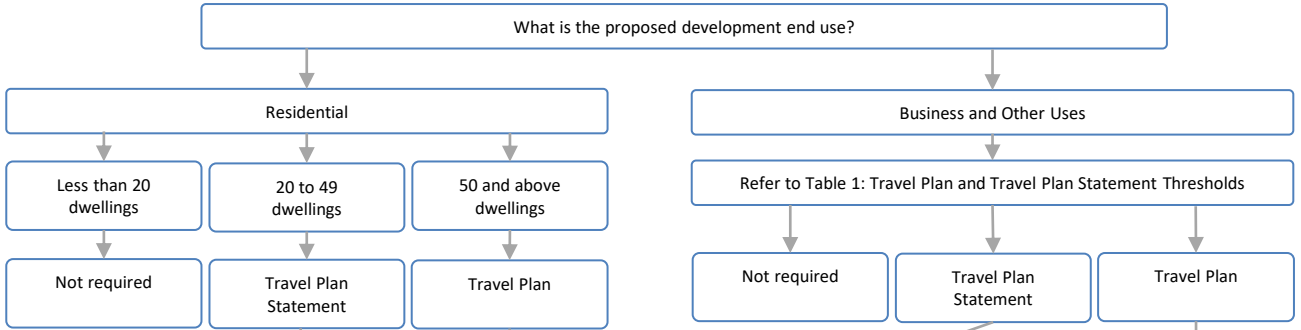 What is the proposed development end use?
Residential
Business and Other Uses
Less than 20
dwellings
20 to 49
dwellings
50 and above
dwellings
Refer to Table 1: Travel Plan and Travel Plan Statement Thresholds
Not required
Travel Plan
Statement
Travel Plan
Not required
Travel Plan
Statement
Travel Plan